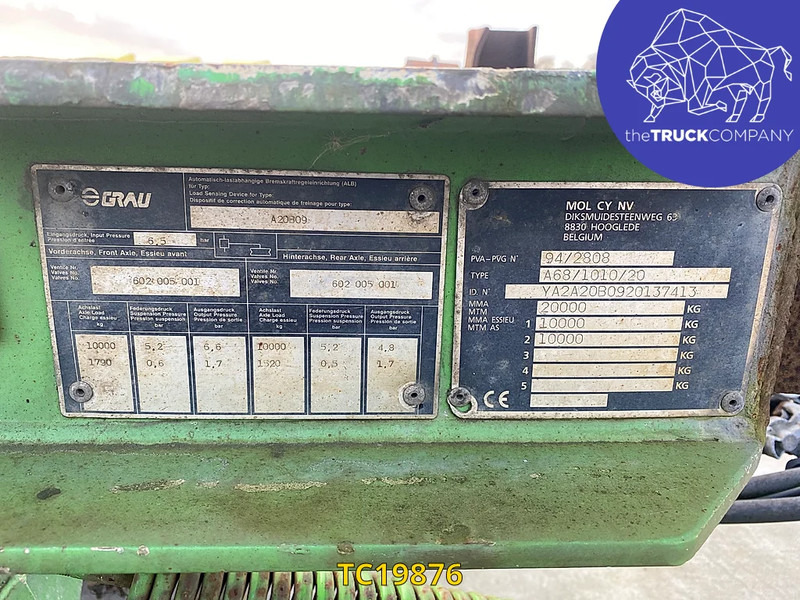 theTRUCKCOMPANY
GRAU
Automatisch-lastabhängige Bremskraftregeleinrichtung (ALB)
für Typ:
Load Sensing Device for Type:
Dispositif de correction automatique de freinage pour type:
A20B09
Eingangsdruck, Input Pressure
Pression d'entrée
6,5 bar
Vorderachse, Front Axle, Essieu avant
Hinterachse, Rear Axle, Essieu arrière
Ventile Nr.
Valves No.
Valves No.
602 005 001
Ventile Nr.
Valves No.
Valves No.
602 005 001
Achslast
Axle Load
Charge essieu
kg
Federungsdruck
Suspension Pressure
Pression suspension
bar
Ausgangsdruck
Output Pressure
Pression de sortie
bar
Achslast
Axle Load
Charge essieu
kg
Federungsdruck
Suspension Pressure
Pression suspension
bar
Ausgangsdruck
Output Pressure
Pression de sortie
bar
10000 5,2 6,6 10000 5,2 4,8
1790 0,6 1,7 1520 0,5 1,7
MOL CY NV
DIKSMUIDESTEENWEG 63
8830 HOOGLEDE
BELGIUM
PVA-PVG N° 94/2808
TYPE A68/1010/20
ID. N° YA2A20B0920137413
MMA
MTM 20000 KG
MMA ESSIEU
MTM AS
1 10000 KG
2 10000 KG
3 KG
4 KG
5 KG
CE
TC19876